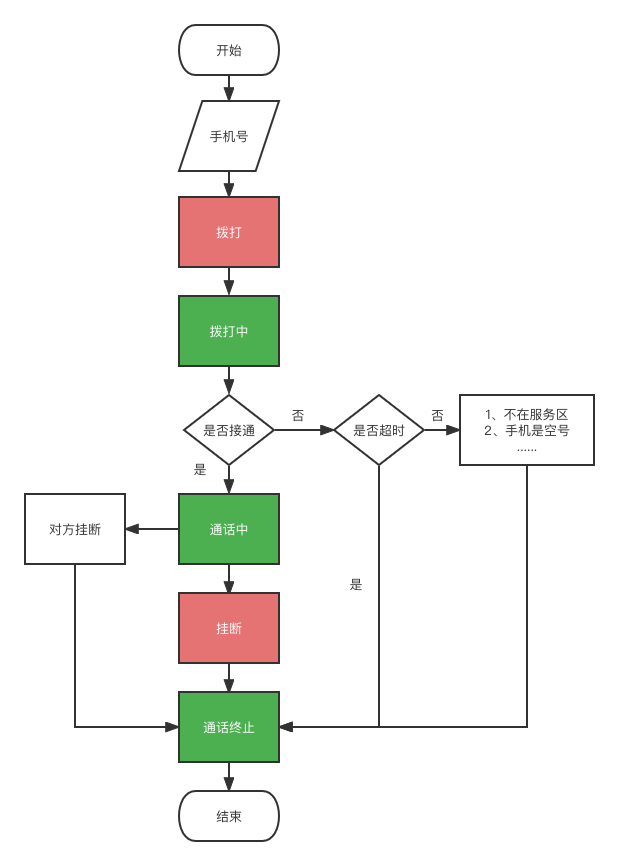 开始
手机号
拨打
拨打中
是否接通
否
是否超时
否
1、不在服务区
2、手机是空号
......
是
对方挂断
通话中
是
挂断
通话终止
结束